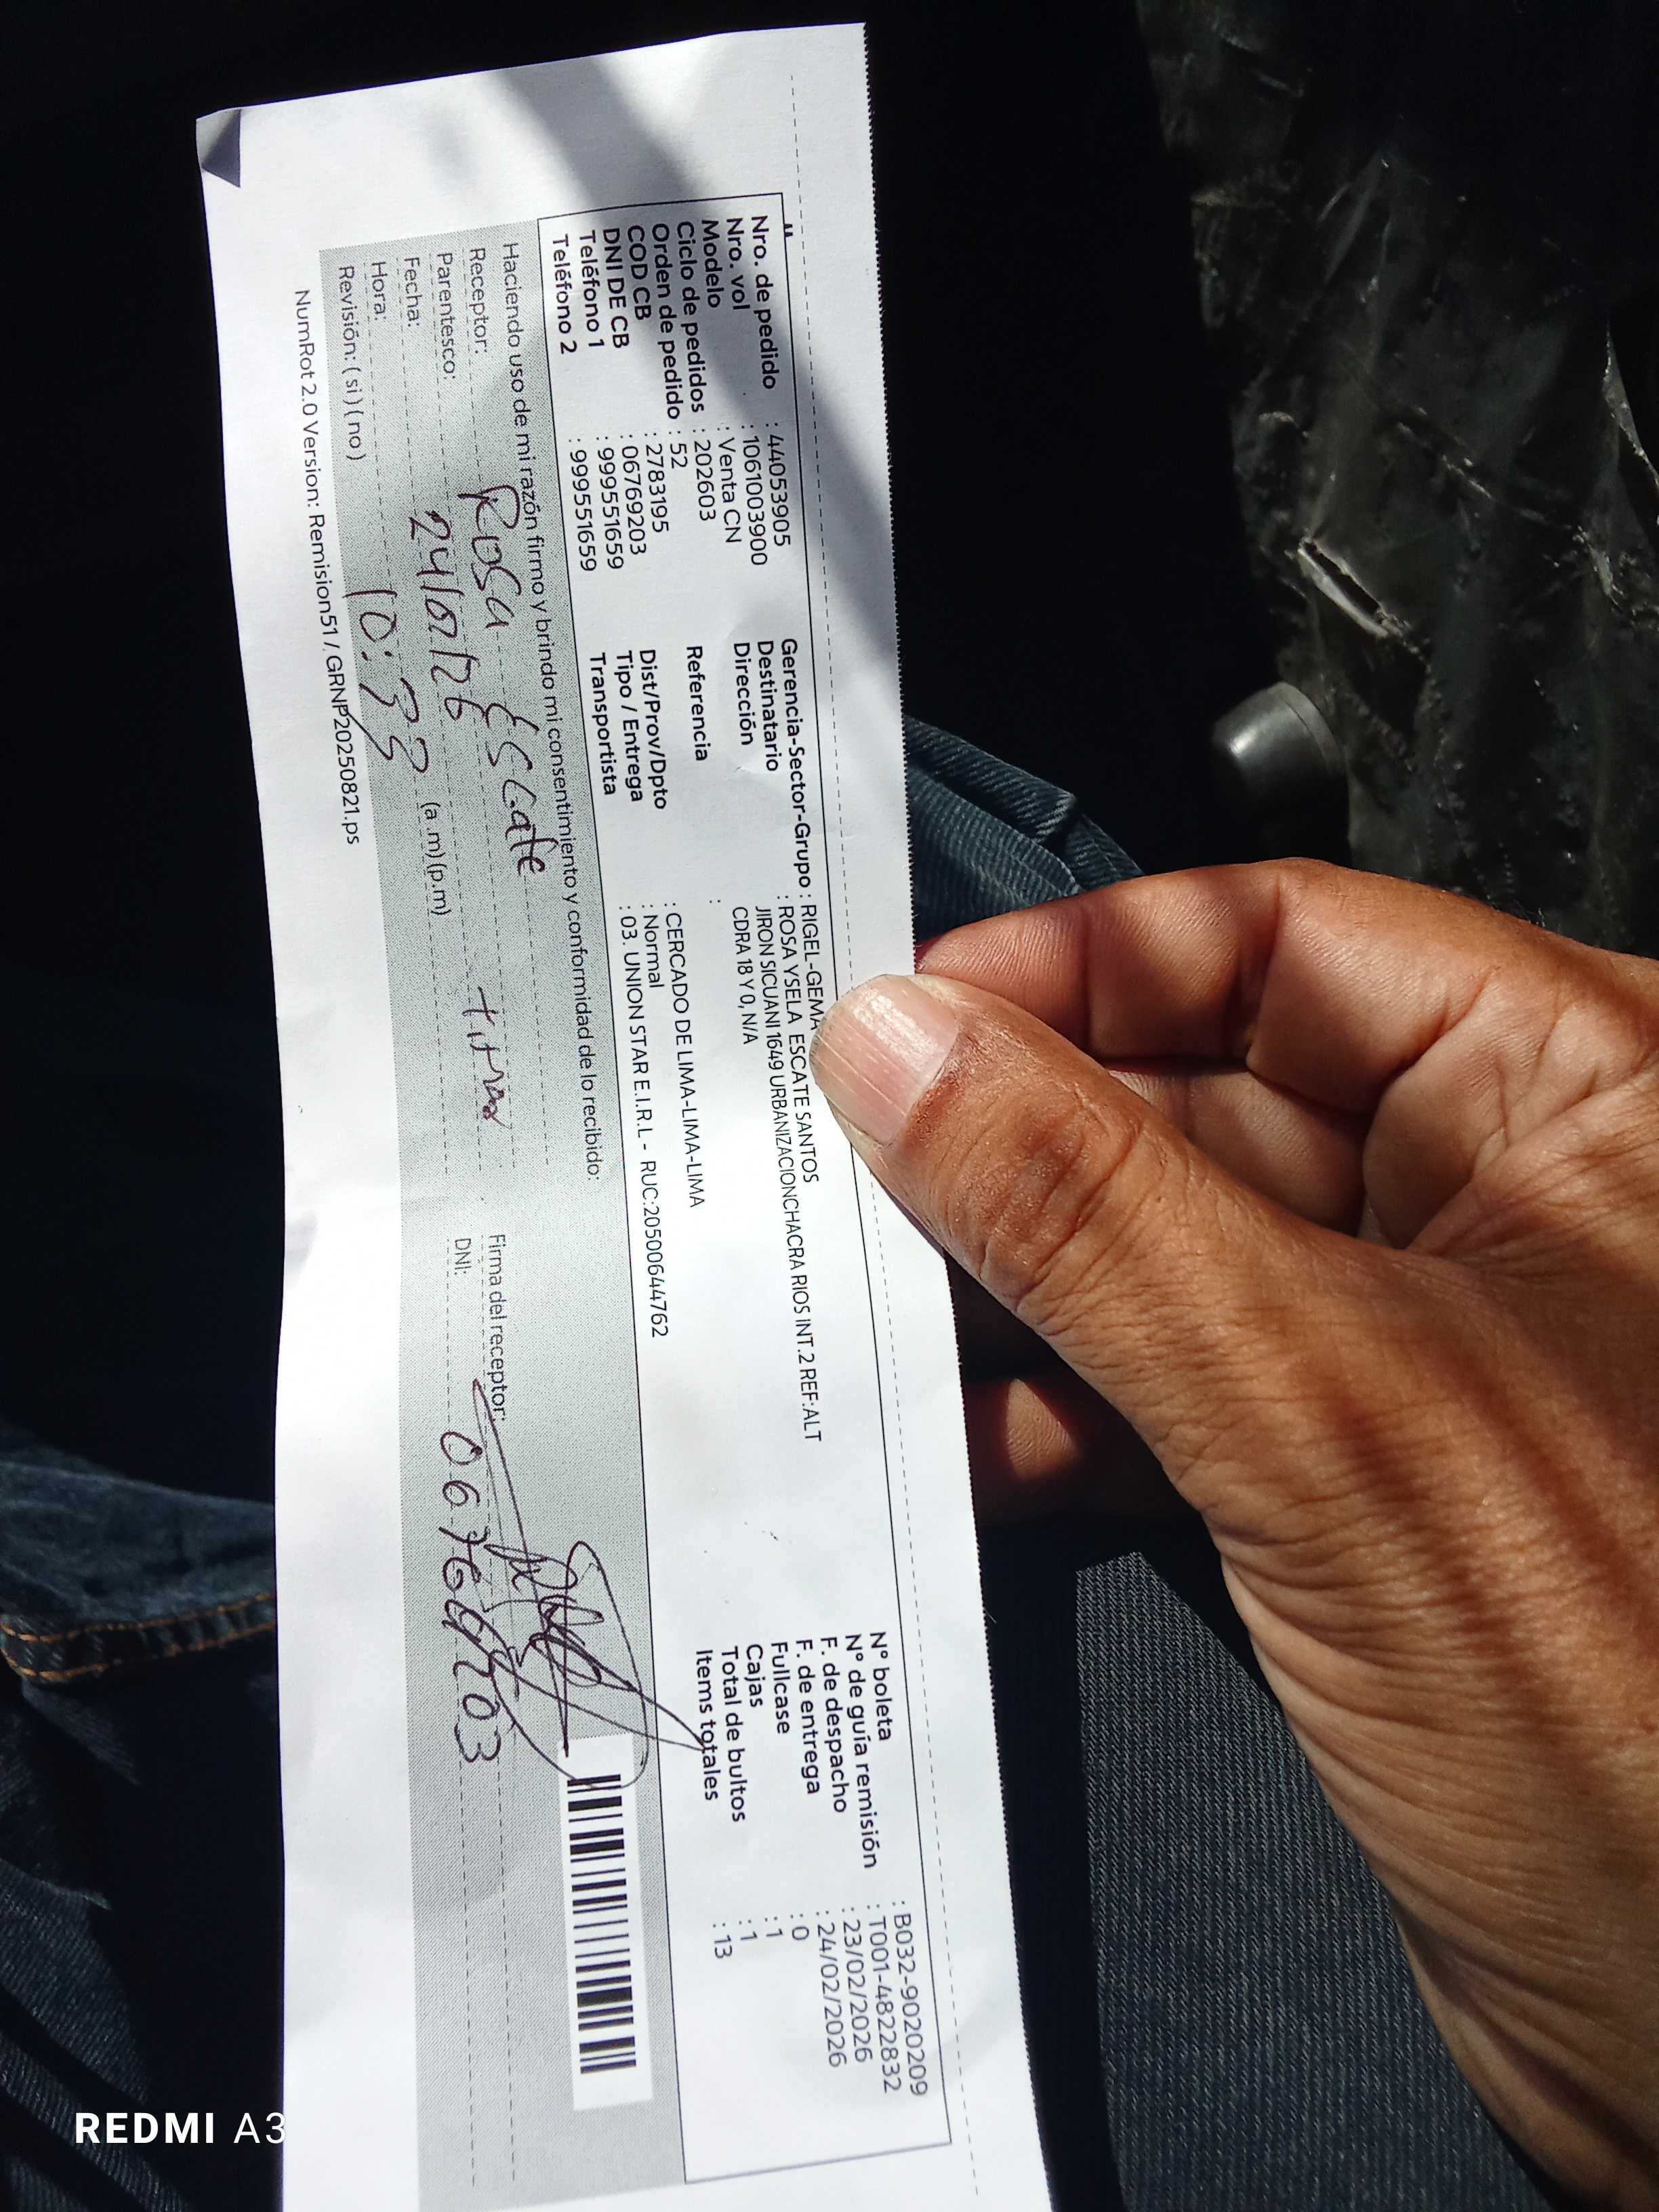 Nro. de pedido : 44053905
Nro. vol : 1061003900
Modelo : Venta CN
Ciclo de pedidos : 202603
Orden de pedido : 52
COD CB : 2783195
DNI DE CB : 06769203
Teléfono 1 : 999551659
Teléfono 2 : 999551659
Gerencia-Sector-Grupo : RIGEL-GEMA
Destinatario : ROSA YSELA ESCATE SANTOS
Dirección JIRON SICUANI 1649 URBANIZACIONCHACRA RIOS INT.2 REF:ALT
CDRA 18 Y 0, N/A
Referencia :
Dist/Prov/Dpto : CERCADO DE LIMA-LIMA-LIMA
Tipo / Entrega : Normal
Transportista : 03. UNION STAR E.I.R.L - RUC:20500644762
N° boleta : B032-9020209
N° de guía remisión : T001-4822832
F. de despacho : 23/02/2026
F. de entrega : 24/02/2026
Fullcase : 0
Cajas : 1
Total de bultos : 1
Items totales : 13
Haciendo uso de mi razón firmo y brindo mi consentimiento y conformidad de lo recibido:
Receptor: Rosa Escate
Parentesco:
Fecha:
Hora: 10:33 (a .m) (p.m)
Revisión: ( si ) ( no )
Firma del receptor:
DNI: 06769203
NumRot 2.0 Version: Remision51 / GRNP20250821.ps
REDMI A3